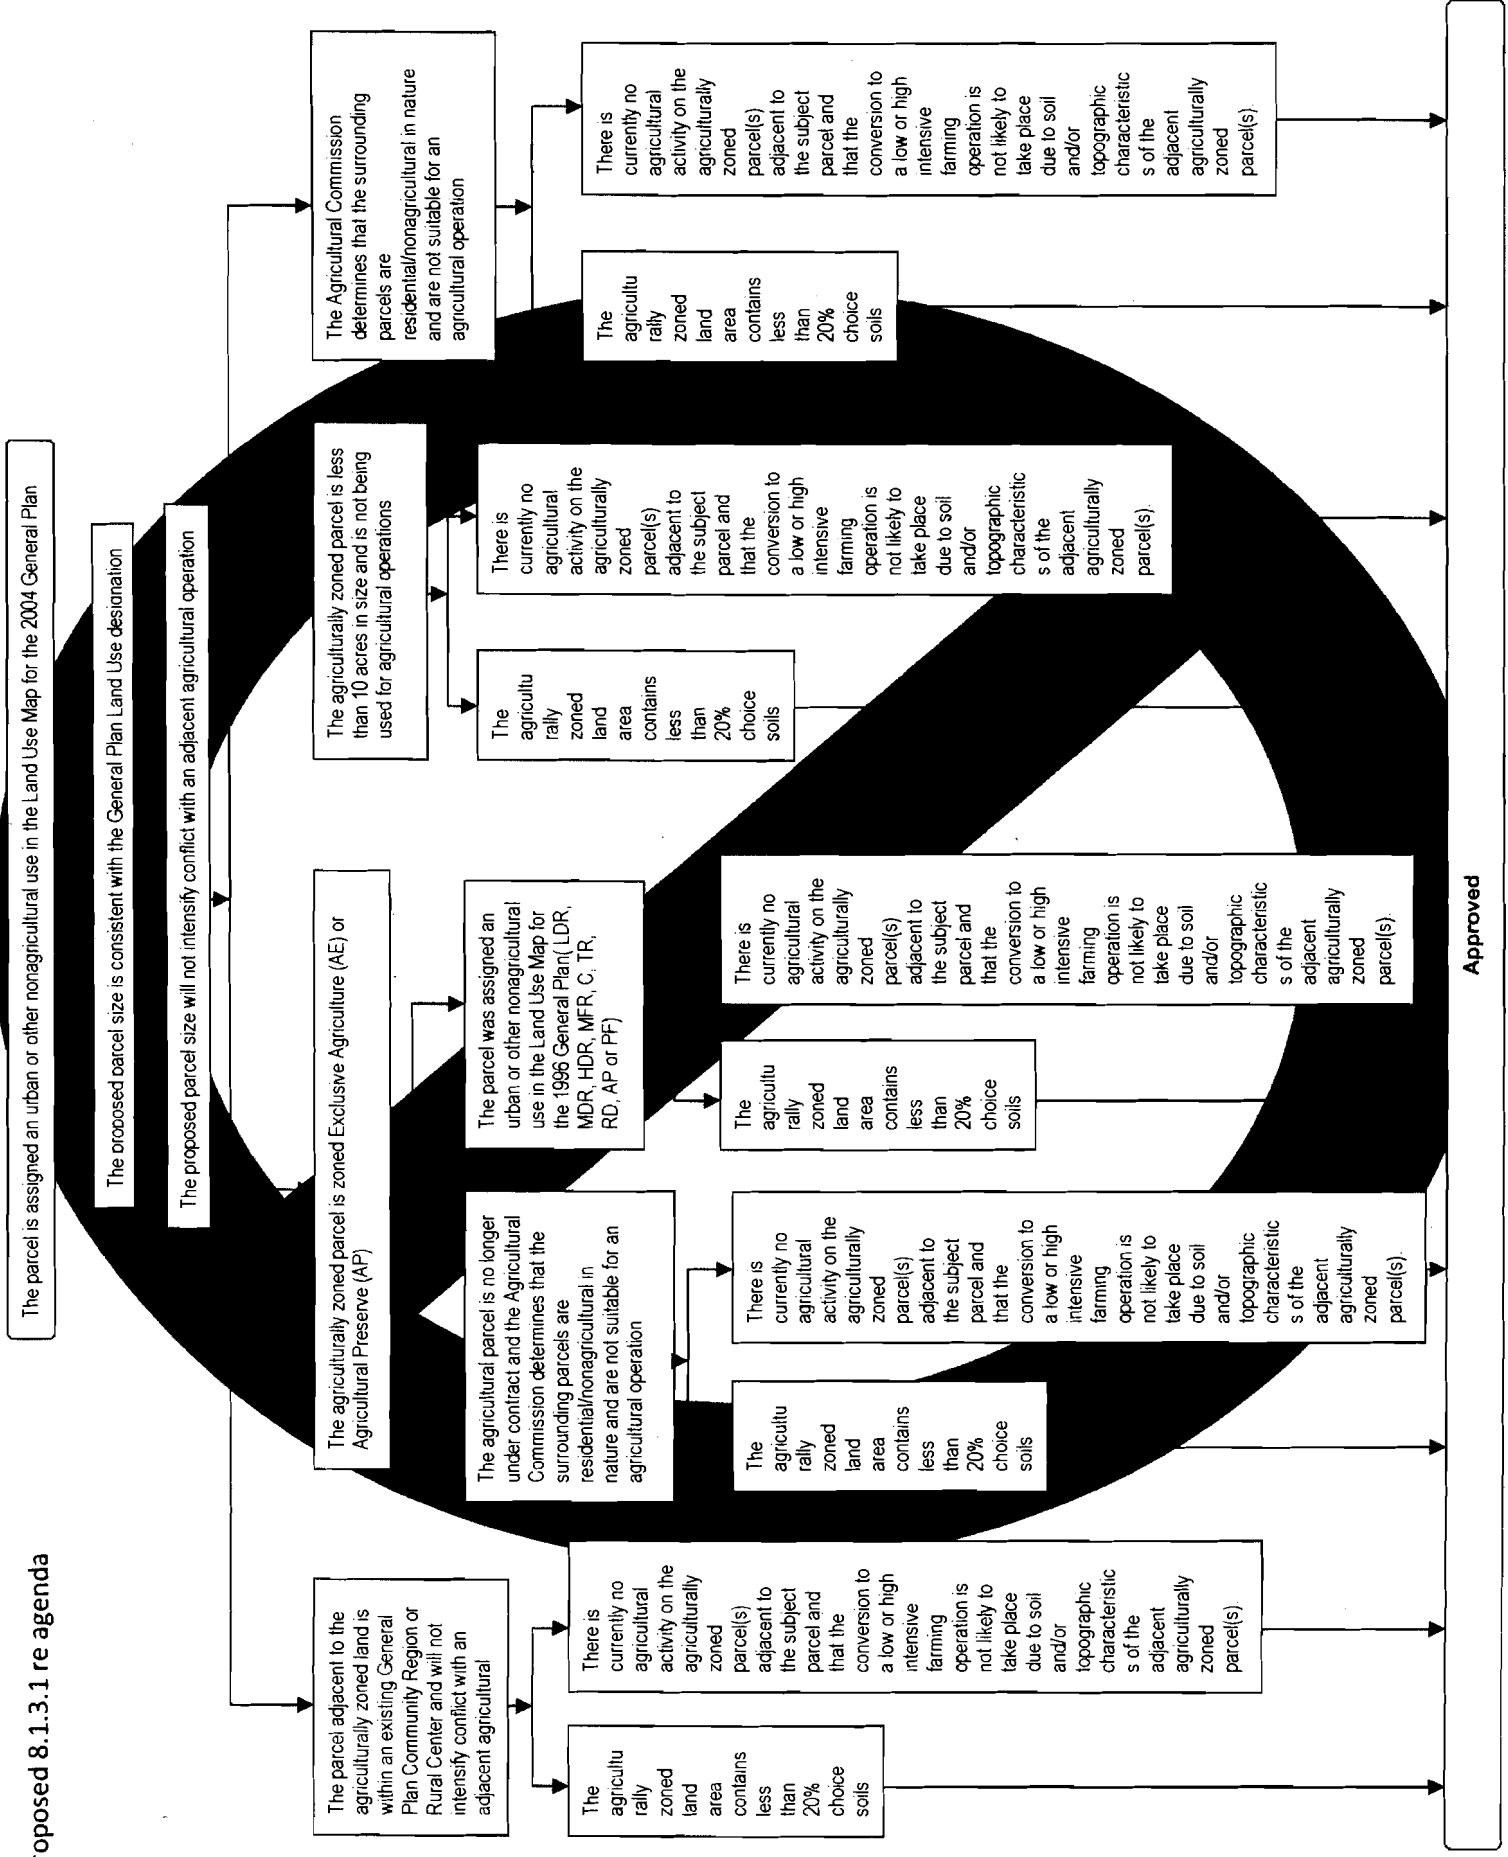 oposed 8.1.3.1 re agenda
The parcel is assigned an urban or other nonagricultural use in the Land Use Map for the 2004 General Plan
The proposed parcel size is consistent with the General Plan Land Use designation
The proposed parcel size will not intensify conflict with an adjacent agricultural operation
The parcel adjacent to the
agriculturally zoned land is
within an existing General
Plan Community Region or
Rural Center and will not
intensify conflict with an
adjacent agricultural
The agricultu
rally
zoned
land
area
contains
less
than
20%
choice
soils
There is
currently no
agricultural
activity on the
agriculturally
zoned
parcel(s)
adjacent to
the subject
parcel and
that the
conversion to
a low or high
intensive
farming
operation is
not likely to
take place
due to soil
and/or
topographic
characteristic
s of the
adjacent
agriculturally
zoned
parcel(s).
The agriculturally zoned parcel is zoned Exclusive Agriculture (AE) or
Agricultural Preserve (AP)
The agricultural parcel is no longer
under contract and the Agricultural
Commission determines that the
surrounding parcels are
residential/nonagricultural in
nature and are not suitable for an
agricultural operation
The
agricultu
rally
zoned
land
area
contains
less
than
20%
choice
soils
There is
currently no
agricultural
activity on the
agriculturally
zoned
parcel(s)
adjacent to
the subject
parcel and
that the
conversion to
a low or high
intensive
farming
operation is
not likely to
take place
due to soil
and/or
topographic
characteristic
s of the
adjacent
agriculturally
zoned
parcel(s).
The parcel was assigned an
urban or other nonagricultural
use in the Land Use Map for
the 1996 General Plan( LDR,
MDR, HDR, MFR, C, TR,
RD, AP or PF)
The
agricultu
rally
zoned
land
area
contains
less
than
20%
choice
soils
There is
currently no
agricultural
activity on the
agriculturally
zoned
parcel(s)
adjacent to
the subject
parcel and
that the
conversion to
a low or high
intensive
farming
operation is
not likely to
take place
due to soil
and/or
topographic
characteristic
s of the
adjacent
agriculturally
zoned
parcel(s).
The agriculturally zoned parcel is less
than 10 acres in size and is not being
used for agricultural operations
The
agricultu
rally
zoned
land
area
contains
less
than
20%
choice
soils
There is
currently no
agricultural
activity on the
agriculturally
zoned
parcel(s)
adjacent to
the subject
parcel and
that the
conversion to
a low or high
intensive
farming
operation is
not likely to
take place
due to soil
and/or
topographic
characteristic
s of the
adjacent
agriculturally
zoned
parcel(s).
The Agricultural Commission
determines that the surrounding
parcels are
residential/nonagricultural in nature
and are not suitable for an
agricultural operation
The
agricultu
rally
zoned
land
area
contains
less
than
20%
choice
soils
There is
currently no
agricultural
activity on the
agriculturally
zoned
parcel(s)
adjacent to
the subject
parcel and
that the
conversion to
a low or high
intensive
farming
operation is
not likely to
take place
due to soil
and/or
topographic
characteristic
s of the
adjacent
agriculturally
zoned
parcel(s).
Approved